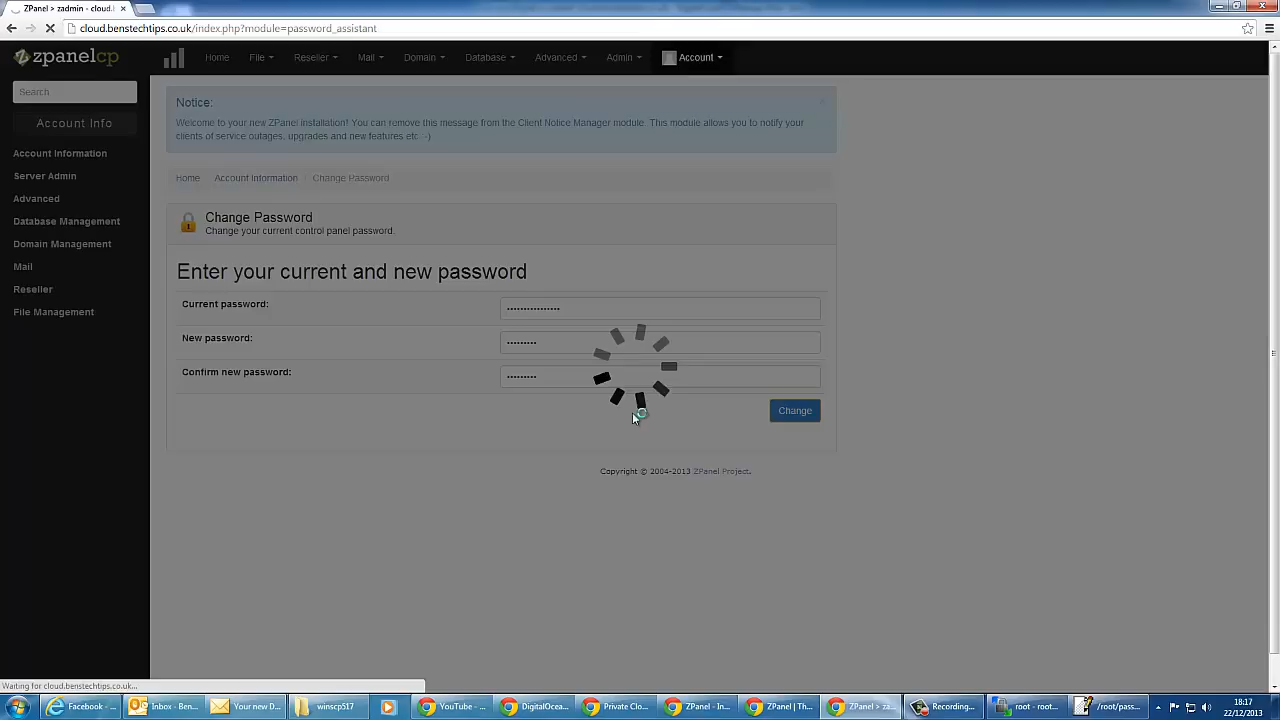 ZPanel > zadmin - cloud.b
cloud.benstechtips.co.uk/index.php?module=password_assistant
zpanelcp
Home
File
Reseller
Mail
Domain
Database
Advanced
Admin
Account
Search
Account Info
Account Information
Server Admin
Advanced
Database Management
Domain Management
Mail
Reseller
File Management
Notice:
Welcome to your new ZPanel installation! You can remove this message from the Client Notice Manager module. This module allows you to notify your
clients of service outages, upgrades and new features etc :-)
Home / Account Information / Change Password
Change Password
Change your current control panel password.
Enter your current and new password
Current password:
New password:
Confirm new password:
Change
Copyright © 2004-2013 ZPanel Project.
Waiting for cloud.benstechtips.co.uk...
Facebook - ...
Inbox - Ben...
Your new D...
winscp517
YouTube - ...
DigitalOcea...
Private Clo...
ZPanel - In...
ZPanel | Th...
ZPanel > za...
Recording...
root - root...
/root/pass...
18:17
22/12/2013